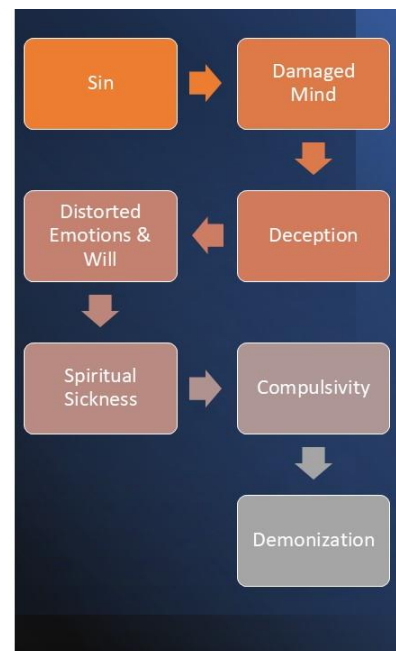 Sin
Damaged
Mind
Deception
Distorted
Emotions &
Will
Spiritual
Sickness
Compulsivity
Demonization